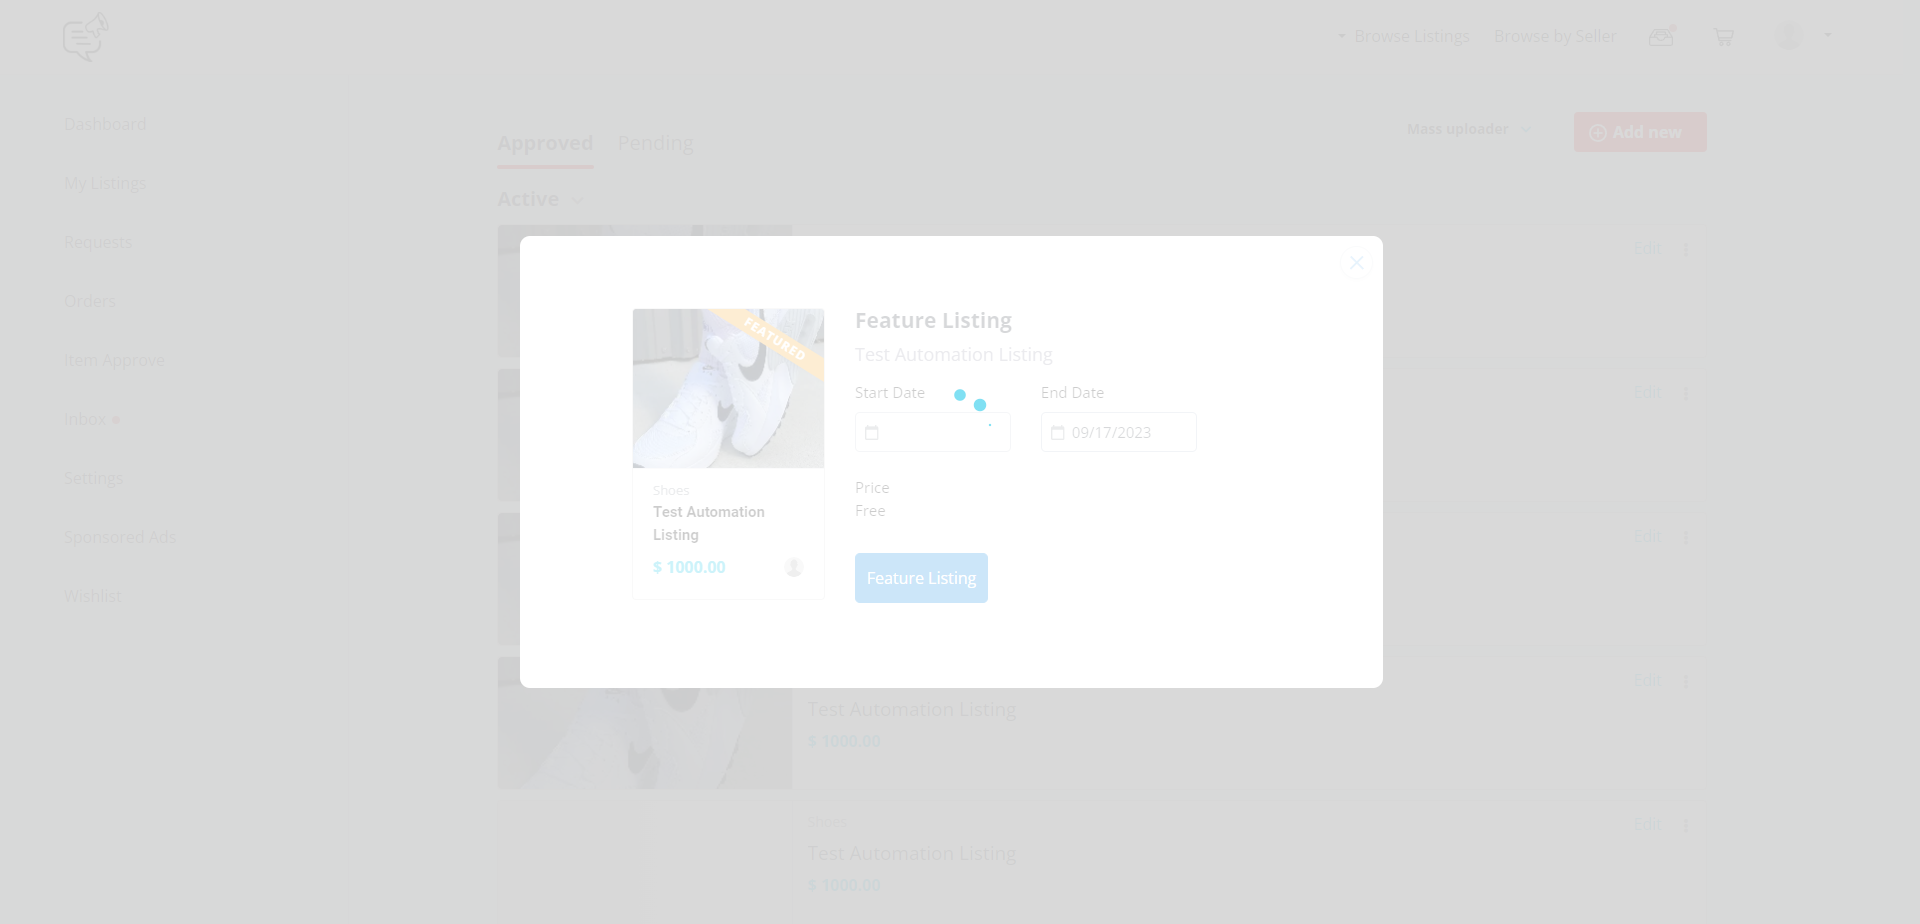 Browse Listings
Browse by Seller
Dashboard
My Listings
Requests
Orders
Item Approve
Inbox
Settings
Sponsored Ads
Wishlist
Approved
Pending
Mass uploader
Add new
Active
Edit
Edit
Edit
Edit
Edit
FEATURED
Shoes
Test Automation
Listing
$ 1000.00
Feature Listing
Test Automation Listing
Start Date
End Date
09/17/2023
Price
Free
Feature Listing
Test Automation Listing
$ 1000.00
Shoes
Test Automation Listing
$ 1000.00